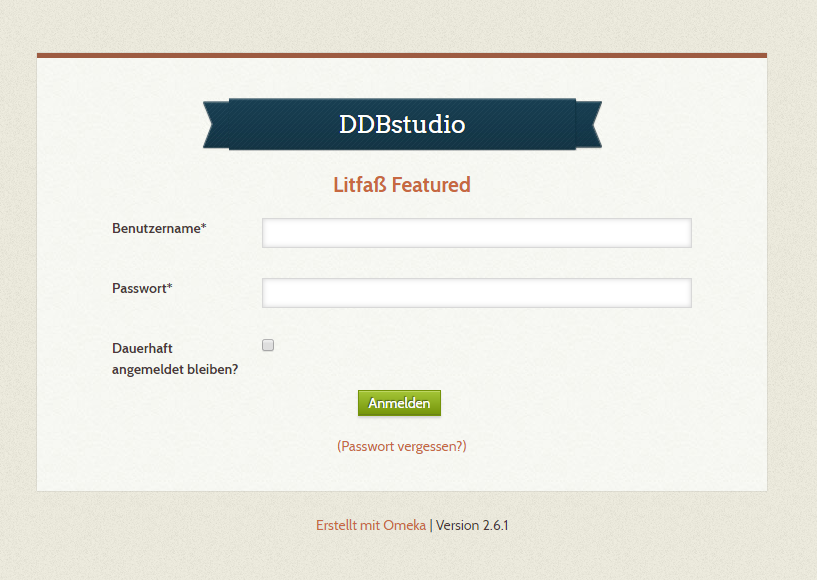 DDBstudio
Litfaß Featured
Benutzername*
Passwort*
Dauerhaft
angemeldet bleiben?
Anmelden
(Passwort vergessen?)
Erstellt mit Omeka | Version 2.6.1